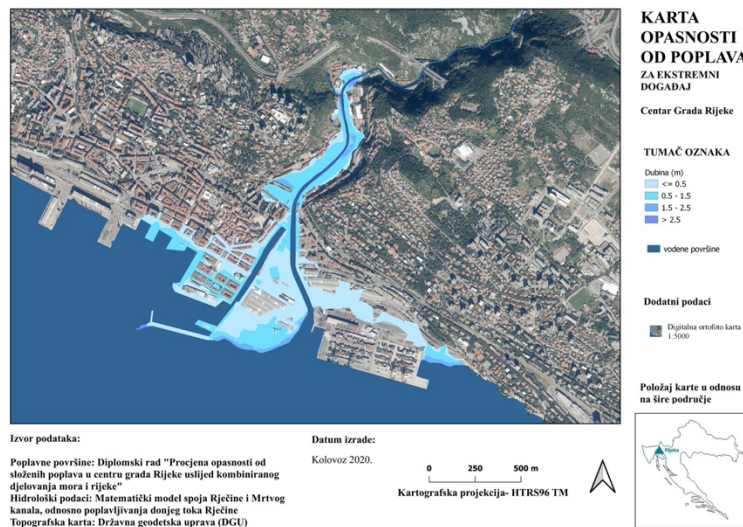 KARTA
OPASNOSTI
OD POPLAVA
ZA EKSTREMNI
DOGAĐAJ
Centar Grada Rijeke
TUMAČ OZNAKA
Dubina (m)
<= 0.5
0.5 - 1.5
1.5 - 2.5
> 2.5
vodene površine
Dodatni podaci
Digitalna ortofoto karta
1:5000
Položaj karte u odnosu
na šire područje
Rijeka
Izvor podataka:
Poplavne površine: Diplomski rad "Procjena opasnosti od
složenih poplava u centru grada Rijeke uslijed kombiniranog
djelovanja mora i rijeke"
Hidrološki podaci: Matematički model spoja Rječine i Mrtvog
kanala, odnosno poplavljivanja donjeg toka Rječine
Topografska karta: Državna geodetska uprava (DGU)
Datum izrade:
Kolovoz 2020.
0 250 500 m
Kartografska projekcija- HTRS96 TM